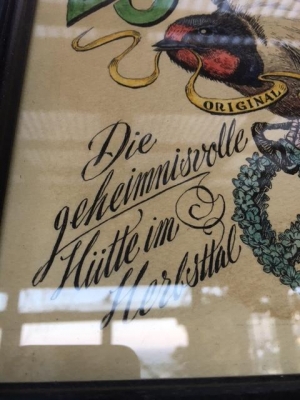 ORIGINAL
Die
geheimnisvolle
Hütte im
Herbsttal